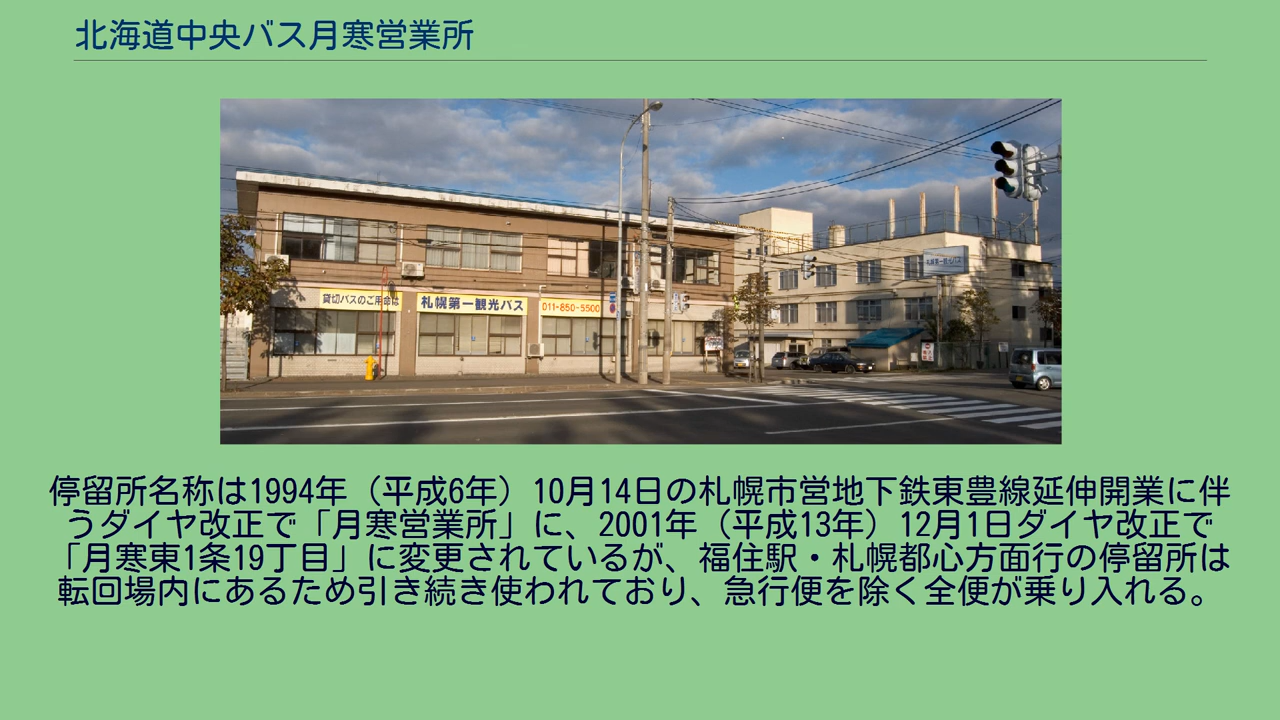 北海道中央バス月寒営業所
貸切バスのご用命は
札幌第一観光バス
011-850-5500
札幌第一観光バス
停留所名称は1994年（平成6年）10月14日の札幌市営地下鉄東豊線延伸開業に伴
うダイヤ改正で「月寒営業所」に、2001年（平成13年）12月1日ダイヤ改正で
「月寒東1条19丁目」に変更されているが、福住駅・札幌都心方面行の停留所は
転回場内にあるため引き続き使われており、急行便を除く全便が乗り入れる。